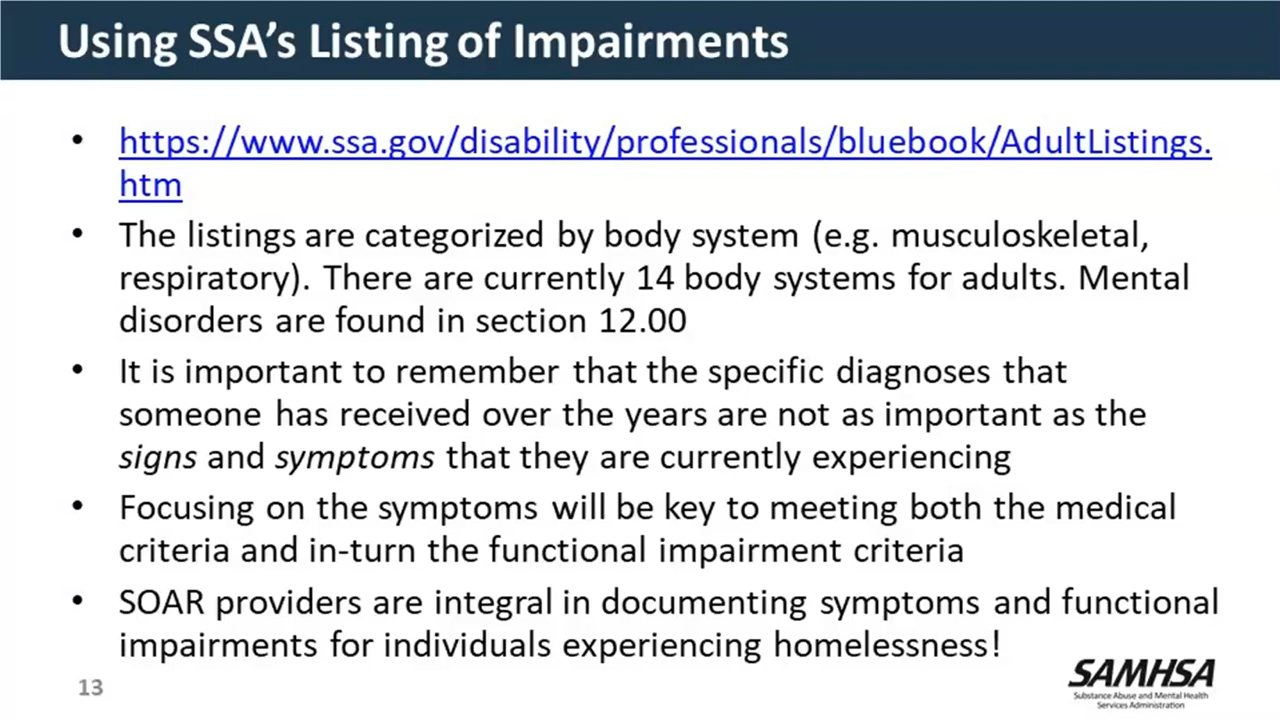 Using SSA's Listing of Impairments
• https://www.ssa.gov/disability/professionals/bluebook/AdultListings.
htm
• The listings are categorized by body system (e.g. musculoskeletal,
respiratory). There are currently 14 body systems for adults. Mental
disorders are found in section 12.00
• It is important to remember that the specific diagnoses that
someone has received over the years are not as important as the
signs and symptoms that they are currently experiencing
• Focusing on the symptoms will be key to meeting both the medical
criteria and in-turn the functional impairment criteria
• SOAR providers are integral in documenting symptoms and functional
impairments for individuals experiencing homelessness!
13
SAMHSA
Substance Abuse and Mental Health
Services Administration